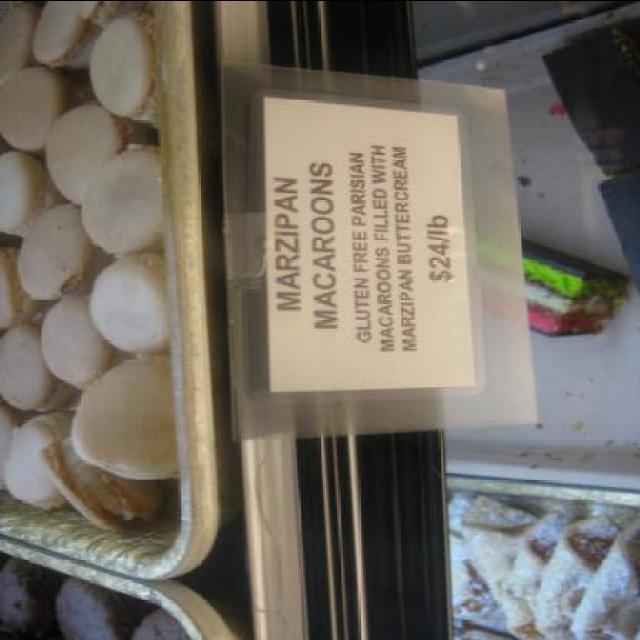 MARZIPAN
MACAROONS
GLUTEN FREE PARISIAN
MACAROONS FILLED WITH
MARZIPAN BUTTERCREAM
$24/lb